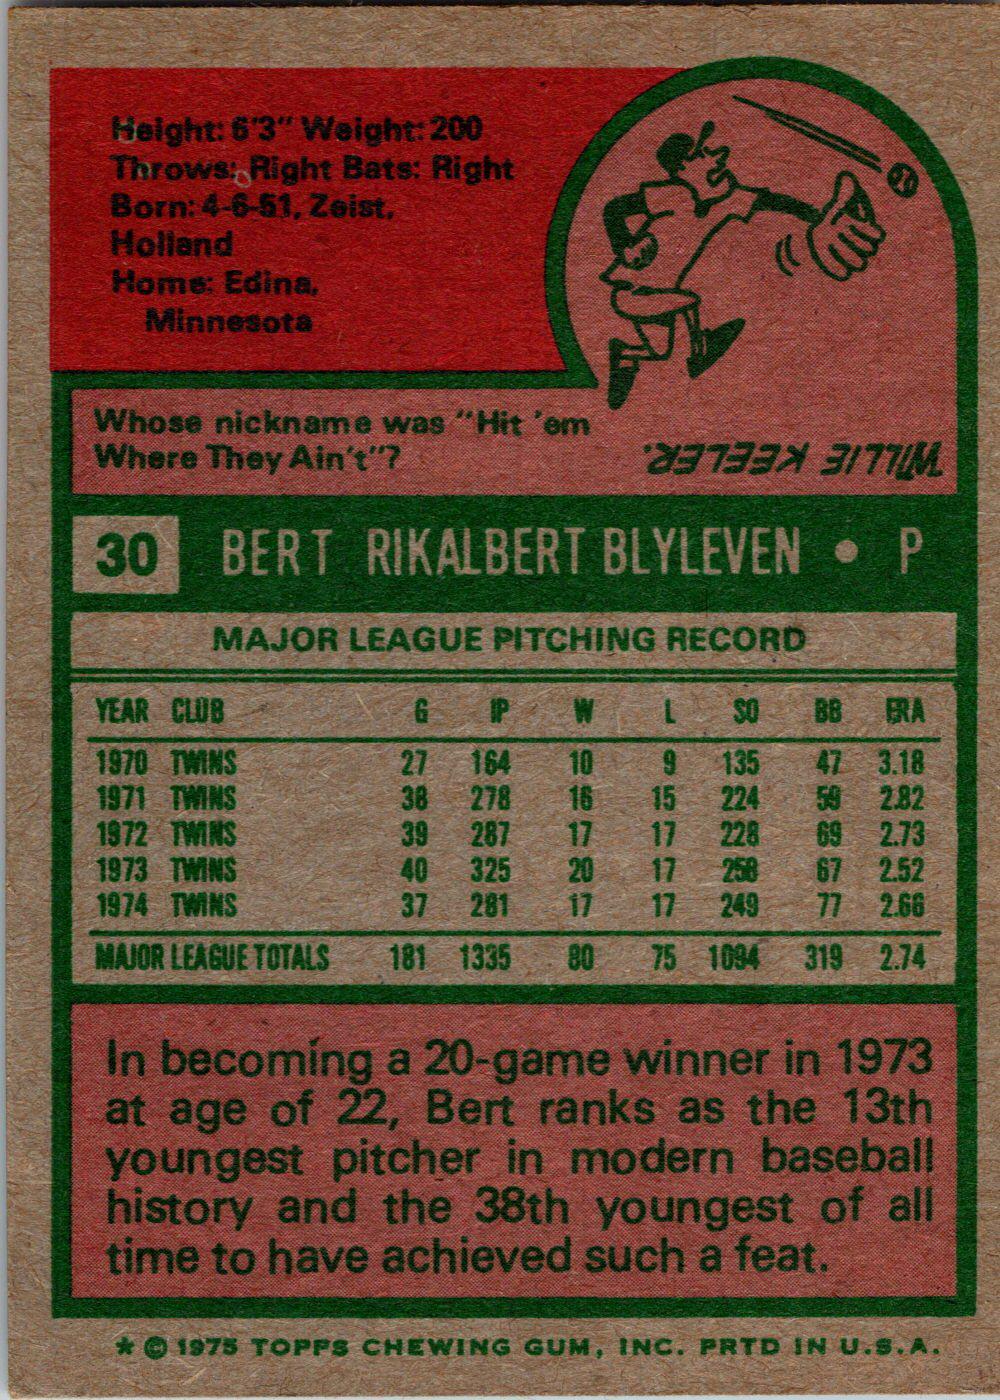 Height: 6'3" Weight: 200
Throws: Right Bats: Right
Born: 4-6-51, Zeist,
Holland
Home: Edina,
Minnesota
Whose nickname was "Hit 'em
Where They Ain't"?
WILLIE KEELER.
30 BERT RIKALBERT BLYLEVEN • P
MAJOR LEAGUE PITCHING RECORD
YEAR CLUB G IP W L SO BB ERA
1970 TWINS 27 164 10 9 135 47 3.18
1971 TWINS 38 278 16 15 224 59 2.82
1972 TWINS 39 287 17 17 228 69 2.73
1973 TWINS 40 325 20 17 258 67 2.52
1974 TWINS 37 281 17 17 249 77 2.66
MAJOR LEAGUE TOTALS 181 1335 80 75 1094 319 2.74
In becoming a 20-game winner in 1973
at age of 22, Bert ranks as the 13th
youngest pitcher in modern baseball
history and the 38th youngest of all
time to have achieved such a feat.
* © 1975 TOPPS CHEWING GUM, INC. PRTD IN U.S.A.